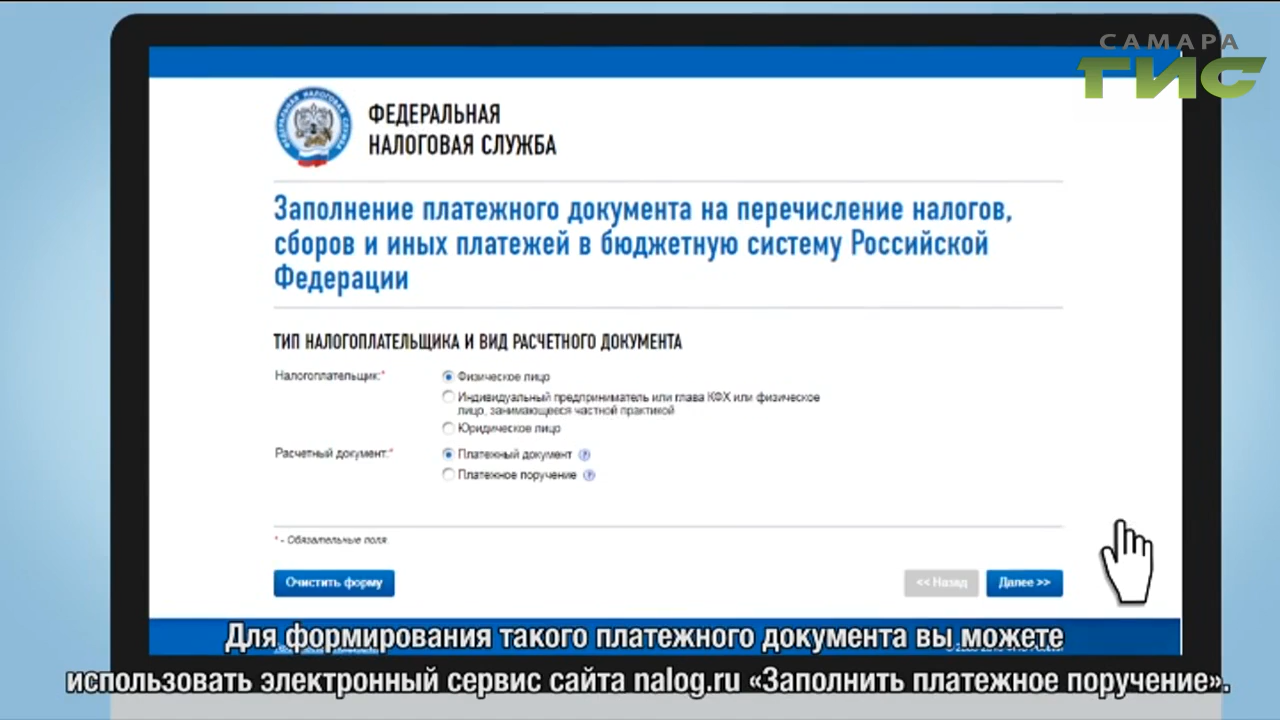 САМАРА
ГИС
ФЕДЕРАЛЬНАЯ
НАЛОГОВАЯ СЛУЖБА
Заполнение платежного документа на перечисление налогов,
сборов и иных платежей в бюджетную систему Российской
Федерации
ТИП НАЛОГОПЛАТЕЛЬЩИКА И ВИД РАСЧЕТНОГО ДОКУМЕНТА
Налогоплательщик:*
Физическое лицо
Индивидуальный предприниматель или глава КФХ или физическое
лицо, занимающееся частной практикой
Юридическое лицо
Расчетный документ:*
Платежный документ ?
Платежное поручение ?
* - Обязательные поля
Очистить форму
<< Назад
Далее >>
Для формирования такого платежного документа вы можете
использовать электронный сервис сайта nalog.ru «Заполнить платежное поручение».